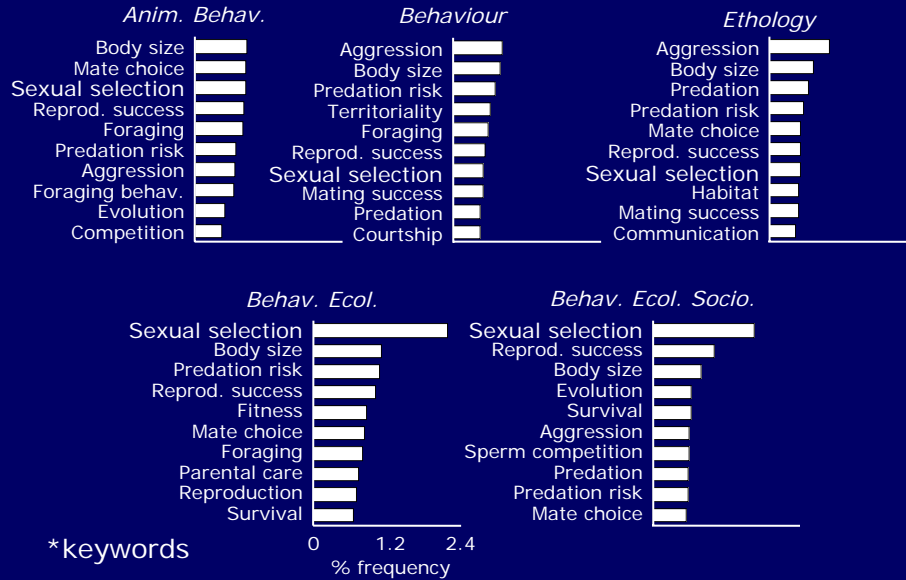 Anim. Behav.
Body size
Mate choice
Sexual selection
Reprod. success
Foraging
Predation risk
Aggression
Foraging behav.
Evolution
Competition
Behaviour
Aggression
Body size
Predation risk
Territoriality
Foraging
Reprod. success
Sexual selection
Mating success
Predation
Courtship
Ethology
Aggression
Body size
Predation
Predation risk
Mate choice
Reprod. success
Sexual selection
Habitat
Mating success
Communication
Behav. Ecol.
Sexual selection
Body size
Predation risk
Reprod. success
Fitness
Mate choice
Foraging
Parental care
Reproduction
Survival
0 1.2 2.4
% frequency
Behav. Ecol. Socio.
Sexual selection
Reprod. success
Body size
Evolution
Survival
Aggression
Sperm competition
Predation
Predation risk
Mate choice
*keywords